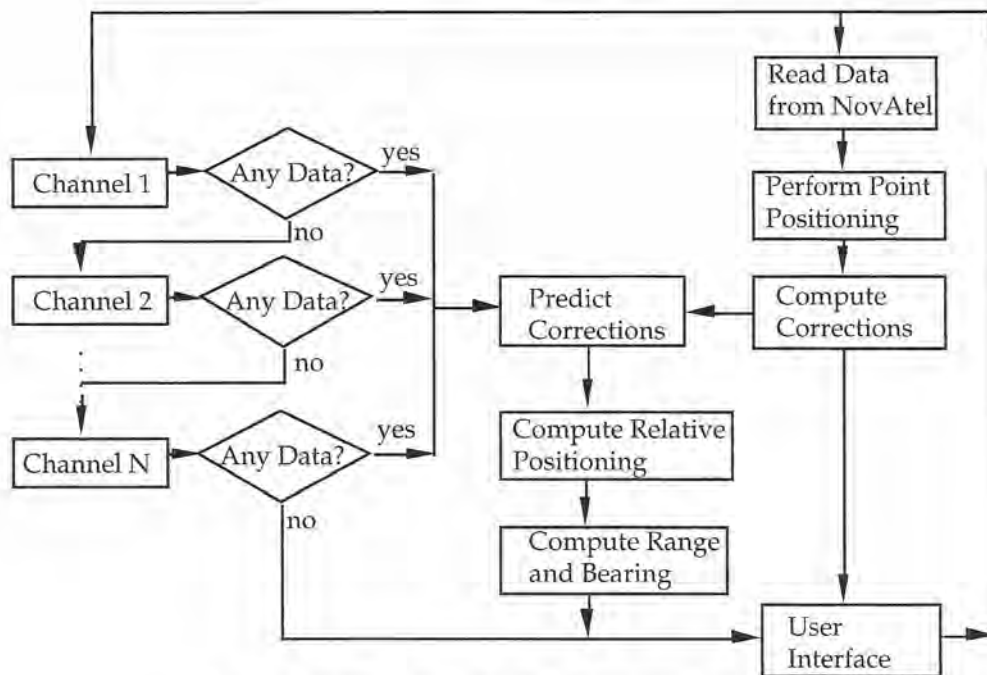 Read Data
from NovAtel
Channel 1
Any Data?
yes
no
Perform Point
Positioning
Channel 2
Any Data?
yes
no
Predict
Corrections
Compute
Corrections
Channel N
Any Data?
yes
no
Compute Relative
Positioning
Compute Range
and Bearing
User
Interface